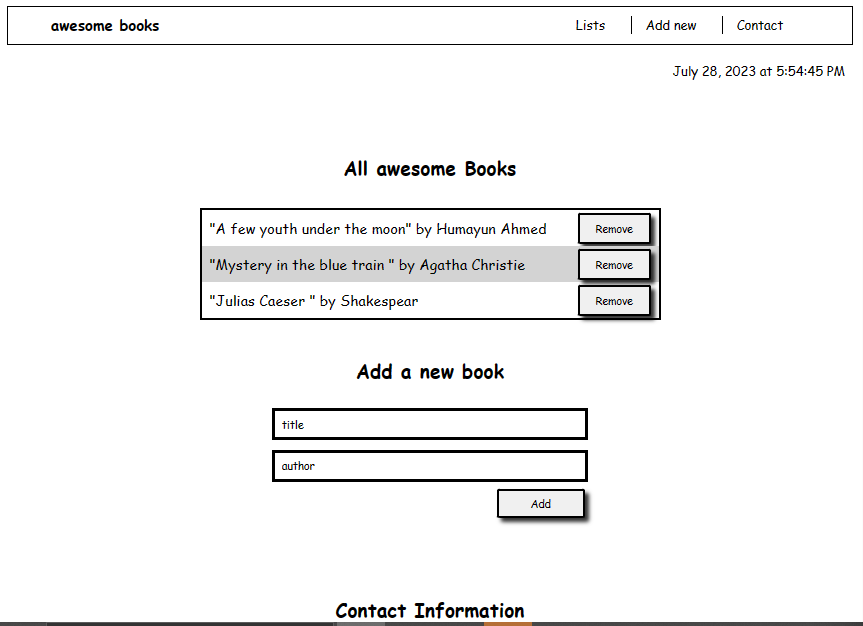 awesome books Lists Add new Contact
July 28, 2023 at 5:54:45 PM
All awesome Books
"A few youth under the moon" by Humayun Ahmed Remove
"Mystery in the blue train " by Agatha Christie Remove
"Julias Caeser " by Shakespear Remove
Add a new book
title
author
Add
Contact Information